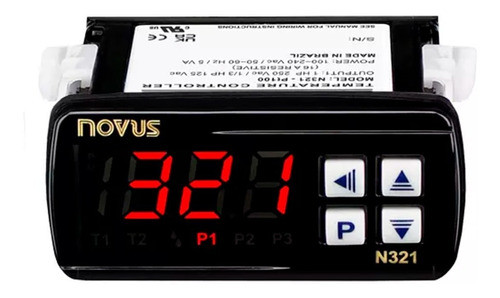 SEE MANUAL FOR WIRING INSTRUCTIONS
S/N:
MADE IN BRAZIL
POWER: 100-240 Vac / 50-60 Hz / 5 VA
(16 A RESISTIVE)
OUTPUT: 1 HP 250 Vac / 1/3 HP 125 Vac
MODEL: N321-Pt100
TEMPERATURE CONTROLLER
NOVUS
321
T1 T2 P1 P2 P3
P
N321